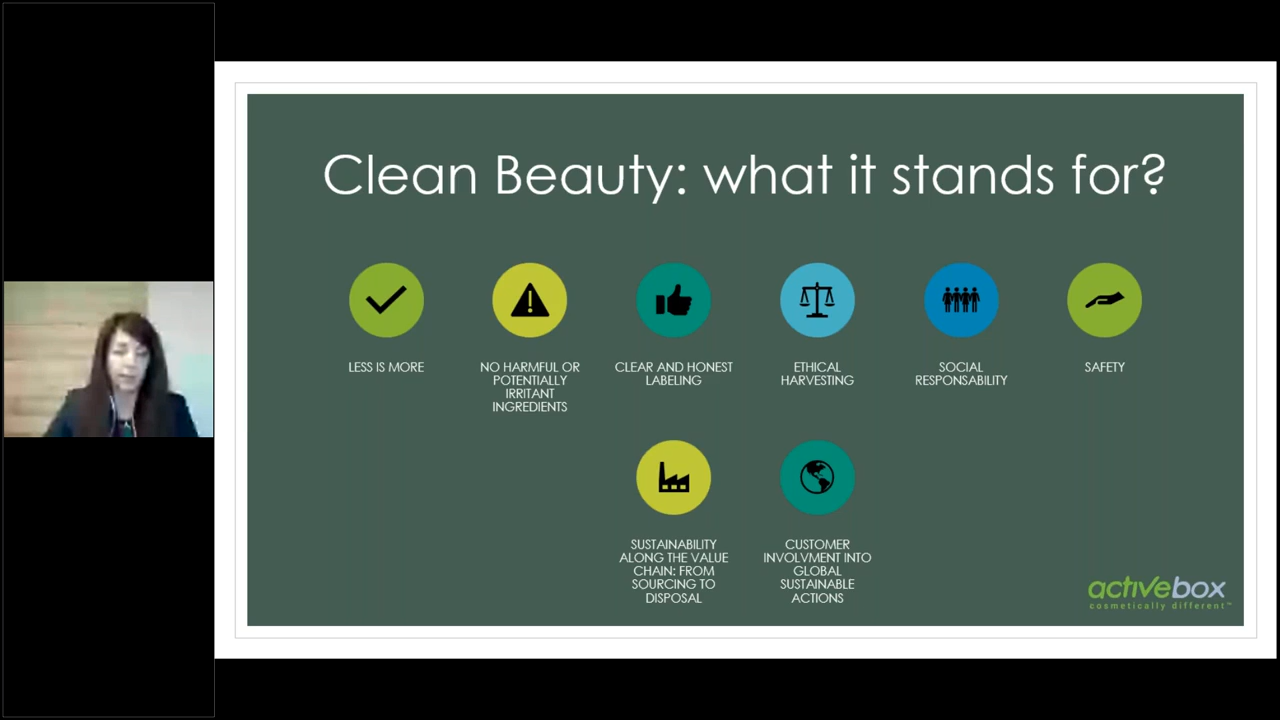 Clean Beauty: what it stands for?
LESS IS MORE
NO HARMFUL OR
POTENTIALLY
IRRITANT
INGREDIENTS
CLEAR AND HONEST
LABELING
ETHICAL
HARVESTING
SOCIAL
RESPONSABILITY
SAFETY
SUSTAINABILITY
ALONG THE VALUE
CHAIN: FROM
SOURCING TO
DISPOSAL
CUSTOMER
INVOLVMENT INTO
GLOBAL
SUSTAINABLE
ACTIONS
activebox
cosmetically different™